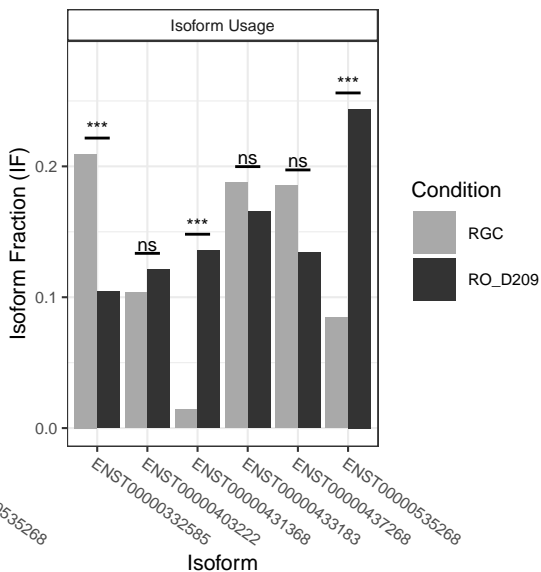 Isoform Usage
***
ns
***
ns
ns
***
Isoform Fraction (IF)
0.2
0.1
0.0
Condition
RGC
RO_D209
ENST00000332585
ENST00000403222
ENST00000431368
ENST00000433183
ENST00000437268
ENST00000535268
0535268
Isoform